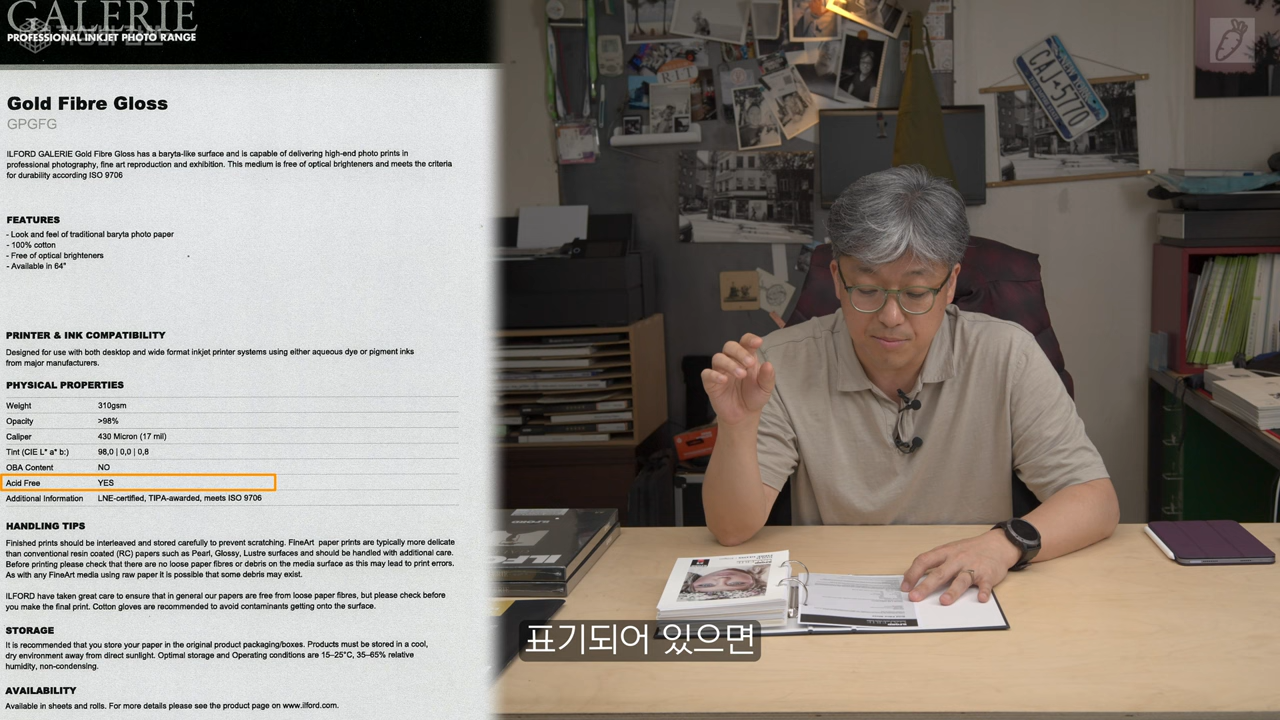 GALERIE
PROFESSIONAL INKJET PHOTO RANGE
Gold Fibre Gloss
GPGFG
ILFORD GALERIE Gold Fibre Gloss has a baryta-like surface and is capable of delivering high-end photo prints in
professional photography, fine art reproduction and exhibition. This medium is free of optical brighteners and meets the criteria
for durability according ISO 9706
FEATURES
- Look and feel of traditional baryta photo paper
- 100% cotton
- Free of optical brighteners
- Available in 64"
PRINTER & INK COMPATIBILITY
Designed for use with both desktop and wide format inkjet printer systems using either aqueous dye or pigment inks
from major manufacturers.
PHYSICAL PROPERTIES
Weight 310gsm
Opacity >98%
Caliper 430 Micron (17 mil)
Tint (CIE L* a* b:) 98,0 | 0,0 | 0,8
OBA Content NO
Acid Free YES
Additional Information LNE-certified, TIPA-awarded, meets ISO 9706
HANDLING TIPS
Finished prints should be interleaved and stored carefully to prevent scratching. FineArt paper prints are typically more delicate
than conventional resin coated (RC) papers such as Pearl, Glossy, Lustre surfaces and should be handled with additional care.
Before printing please check that there are no loose paper fibres or debris on the media surface as this may lead to print errors.
As with any FineArt media using raw paper it is possible that some debris may exist.
ILFORD have taken great care to ensure that in general our papers are free from loose paper fibres, but please check before
you make the final print. Cotton gloves are recommended to avoid contaminants getting onto the surface.
STORAGE
It is recommended that you store your paper in the original product packaging/boxes. Products must be stored in a cool,
dry environment away from direct sunlight. Optimal storage and Operating conditions are 15–25°C, 35–65% relative
humidity, non-condensing.
AVAILABILITY
Available in sheets and rolls. For more details please see the product page on www.ilford.com.
CAJ-5770
표기되어 있으면